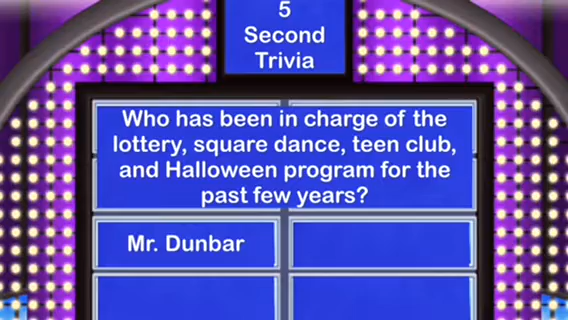 5
Second
Trivia
Who has been in charge of the
lottery, square dance, teen club,
and Halloween program for the
past few years?
Mr. Dunbar